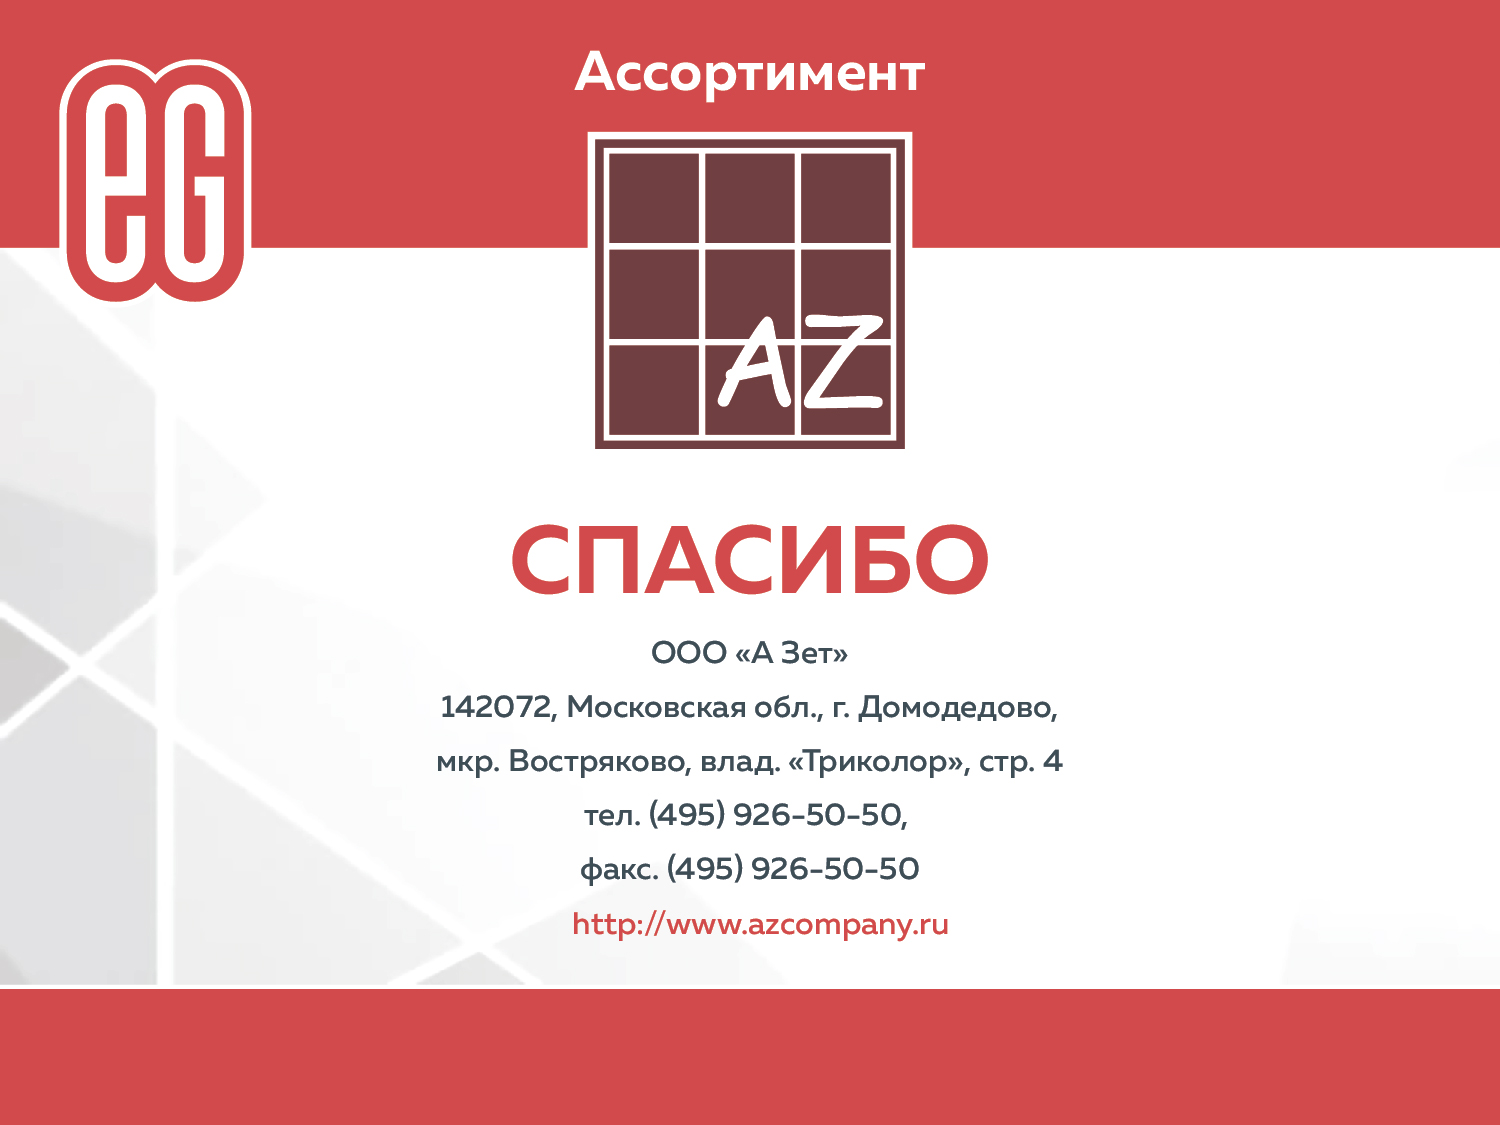 Ассортимент
eG
AZ
СПАСИБО
ООО «А Зет»
142072, Московская обл., г. Домодедово,
мкр. Востряково, влад. «Триколор», стр. 4
тел. (495) 926-50-50,
факс. (495) 926-50-50
http://www.azcompany.ru